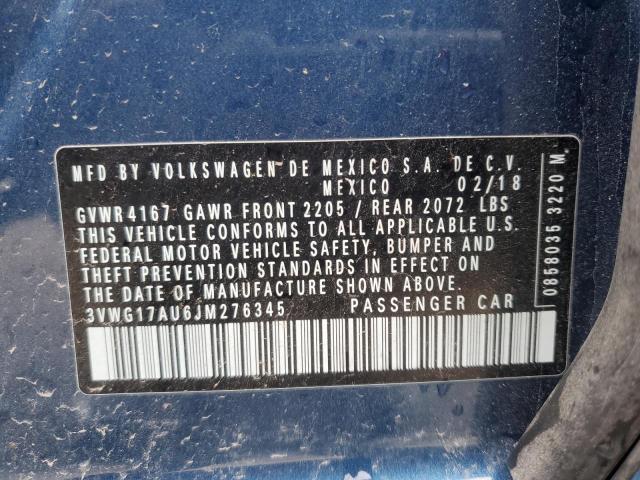 MFD BY VOLKSWAGEN DE MEXICO S.A. DE C.V.
MEXICO 02/18
GVWR 4167 GAWR FRONT 2205 / REAR 2072 LBS
THIS VEHICLE CONFORMS TO ALL APPLICABLE U.S.
FEDERAL MOTOR VEHICLE SAFETY, BUMPER AND
THEFT PREVENTION STANDARDS IN EFFECT ON
THE DATE OF MANUFACTURE SHOWN ABOVE.
3VWG17AU6JM276345 PASSENGER CAR
0858035 3220 M